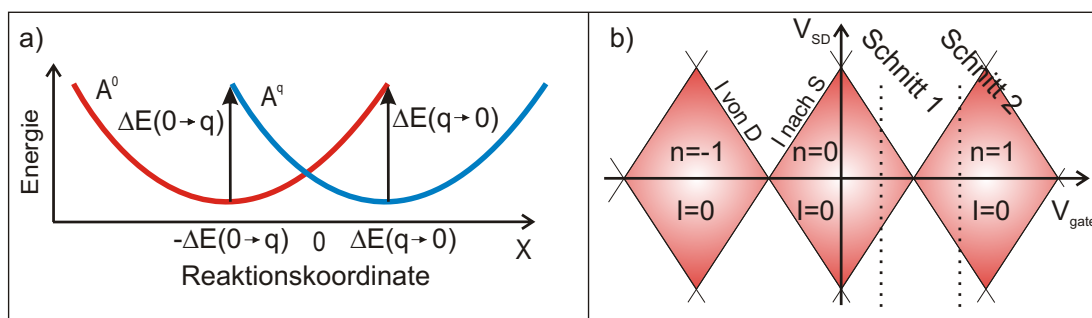 a)
Energie
A⁰
A^q
ΔE(0→q)
ΔE(q→0)
-ΔE(0→q) 0 ΔE(q→0) X
Reaktionskoordinate
b)
V_SD
Schnitt 1
Schnitt 2
I von D
I nach S
n=-1 n=0 n=1
I=0 I=0 I=0
V_gate